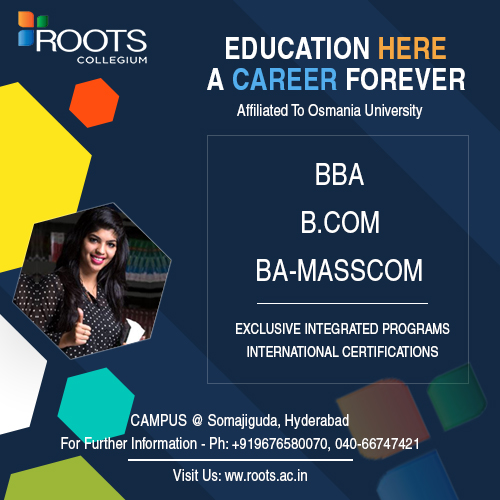 ROOTS
COLLEGIUM
EDUCATION HERE
A CAREER FOREVER
Affiliated To Osmania University
BBA
B.COM
BA-MASSCOM
EXCLUSIVE INTEGRATED PROGRAMS
INTERNATIONAL CERTIFICATIONS
CAMPUS @ Somajiguda, Hyderabad
For Further Information - Ph: +919676580070, 040-66747421
Visit Us: ww.roots.ac.in